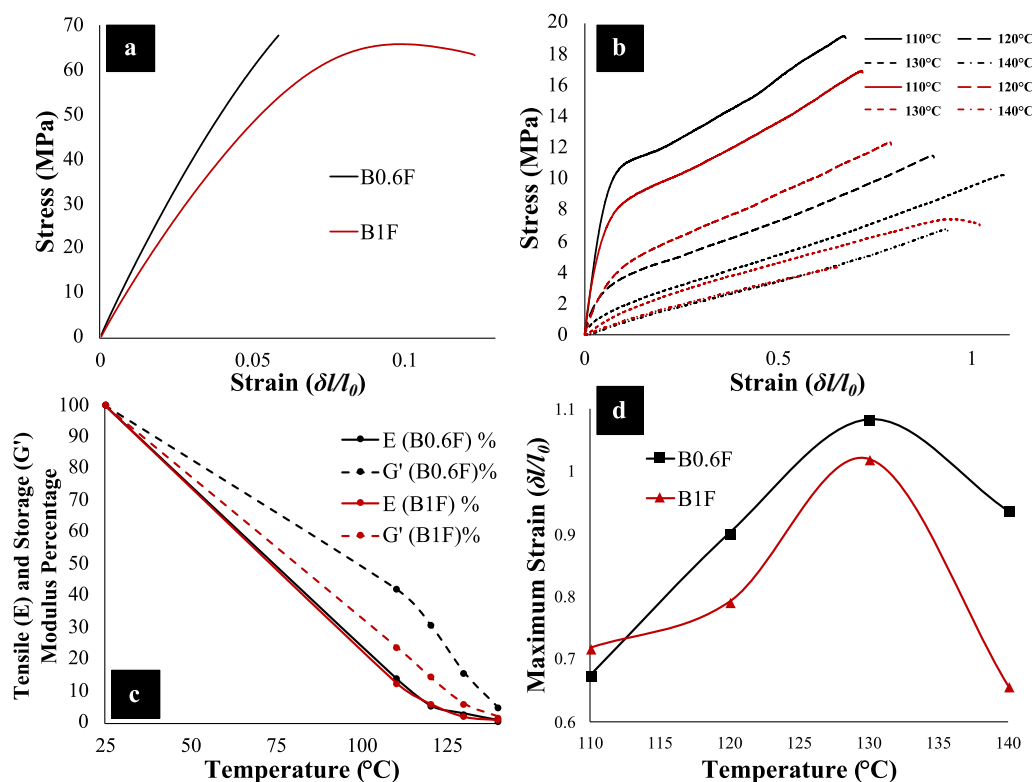 a
70
60
50
40
30
20
10
0
Stress (MPa)
B0.6F
B1F
0
0.05
0.1
Strain (δl/l₀)
b
20
18
16
14
12
10
8
6
4
2
0
Stress (MPa)
110°C 120°C
130°C 140°C
110°C 120°C
130°C 140°C
0
0.5
1
Strain (δl/l₀)
c
100
90
80
70
60
50
40
30
20
10
0
Tensile (E) and Storage (G')
Modulus Percentage
E (B0.6F) %
G' (B0.6F)%
E (B1F) %
G' (B1F)%
25
50
75
100
125
Temperature (°C)
d
1.1
1
0.9
0.8
0.7
0.6
Maximum Strain (δl/l₀)
B0.6F
B1F
110
115
120
125
130
135
140
Temperature (°C)